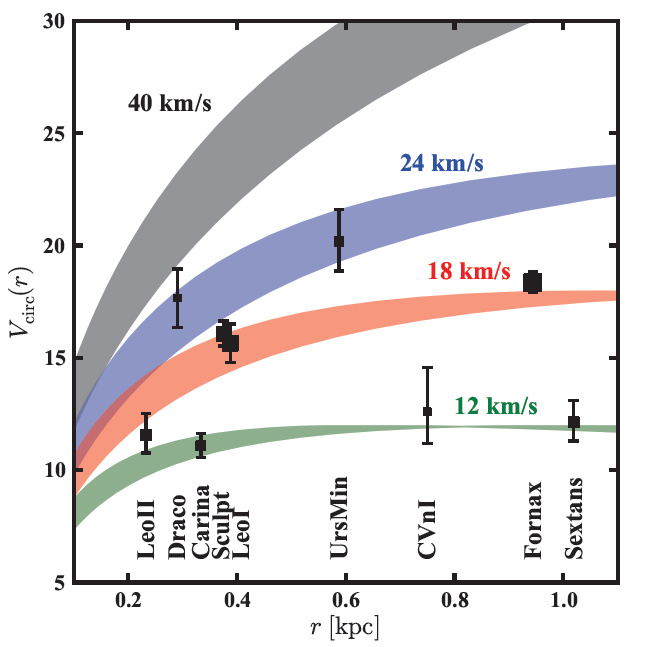 30
25
20
15
10
5
V_circ(r)
40 km/s
24 km/s
18 km/s
12 km/s
LeoII
Draco
Carina
Sculpt
LeoI
UrsMin
CVnI
Fornax
Sextans
0.2 0.4 0.6 0.8 1.0
r [kpc]